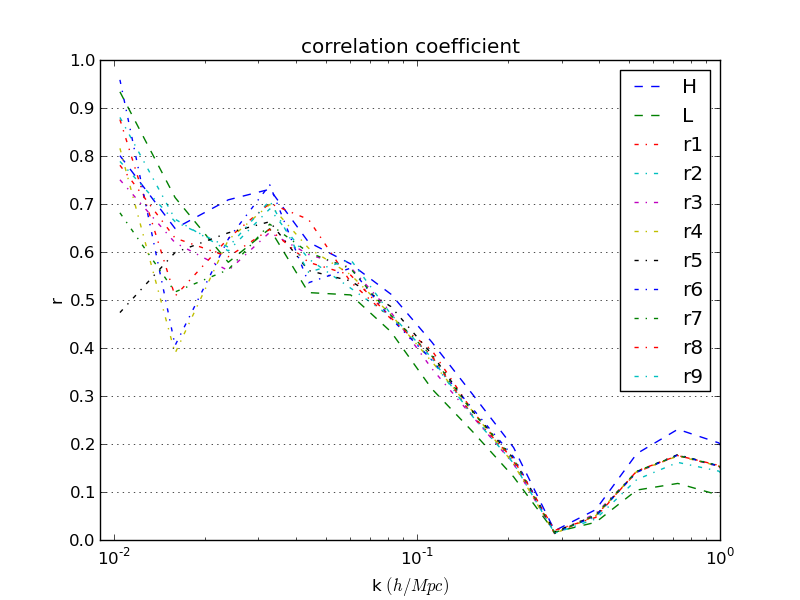 correlation coefficient
1.0
0.9
0.8
0.7
0.6
0.5
0.4
0.3
0.2
0.1
0.0
r
H
L
r1
r2
r3
r4
r5
r6
r7
r8
r9
10⁻² 10⁻¹ 10⁰
k (h/Mpc)